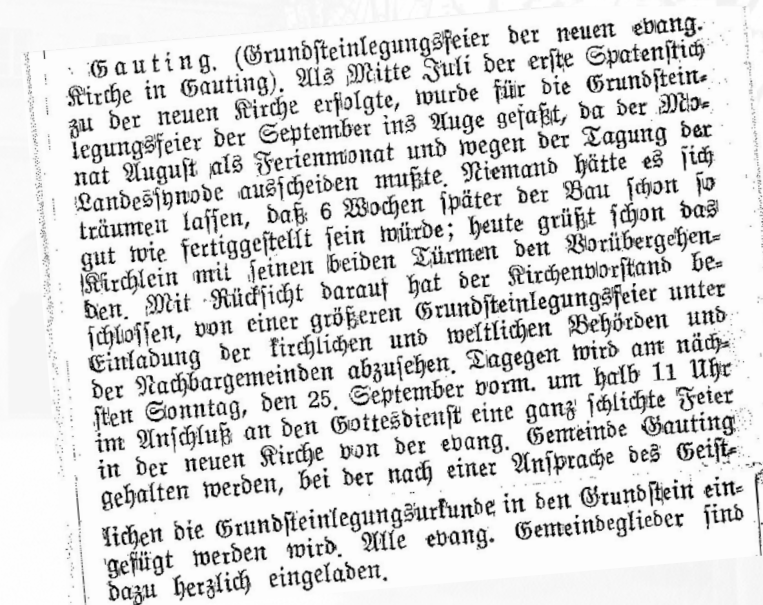 Gauting. (Grundsteinlegungsfeier der neuen evang.
Kirche in Gauting). Als Mitte Juli der erste Spatenstich
zu der neuen Kirche erfolgte, wurde für die Grundstein-
legungsfeier der September ins Auge gefaßt, da der Mo-
nat August als Ferienmonat und wegen der Tagung der
Landessynode ausscheiden mußte. Niemand hätte es sich
träumen lassen, daß 6 Wochen später der Bau schon so
gut wie fertiggestellt sein würde; heute grüßt schon das
Kirchlein mit seinen beiden Türmen den Vorübergehen-
den. Mit Rücksicht darauf hat der Kirchenvorstand be-
schlossen, von einer größeren Grundsteinlegungsfeier unter
Einladung der kirchlichen und weltlichen Behörden und
der Nachbargemeinden abzusehen. Dagegen wird am näch-
sten Sonntag, den 25. September vorm. um halb 11 Uhr
im Anschluß an den Gottesdienst eine ganz schlichte Feier
in der neuen Kirche von der evang. Gemeinde Gauting
gehalten werden, bei der nach einer Ansprache des Geist-
lichen die Grundsteinlegungsurkunde in den Grundstein ein-
gefügt werden wird. Alle evang. Gemeindeglieder sind
dazu herzlich eingeladen.